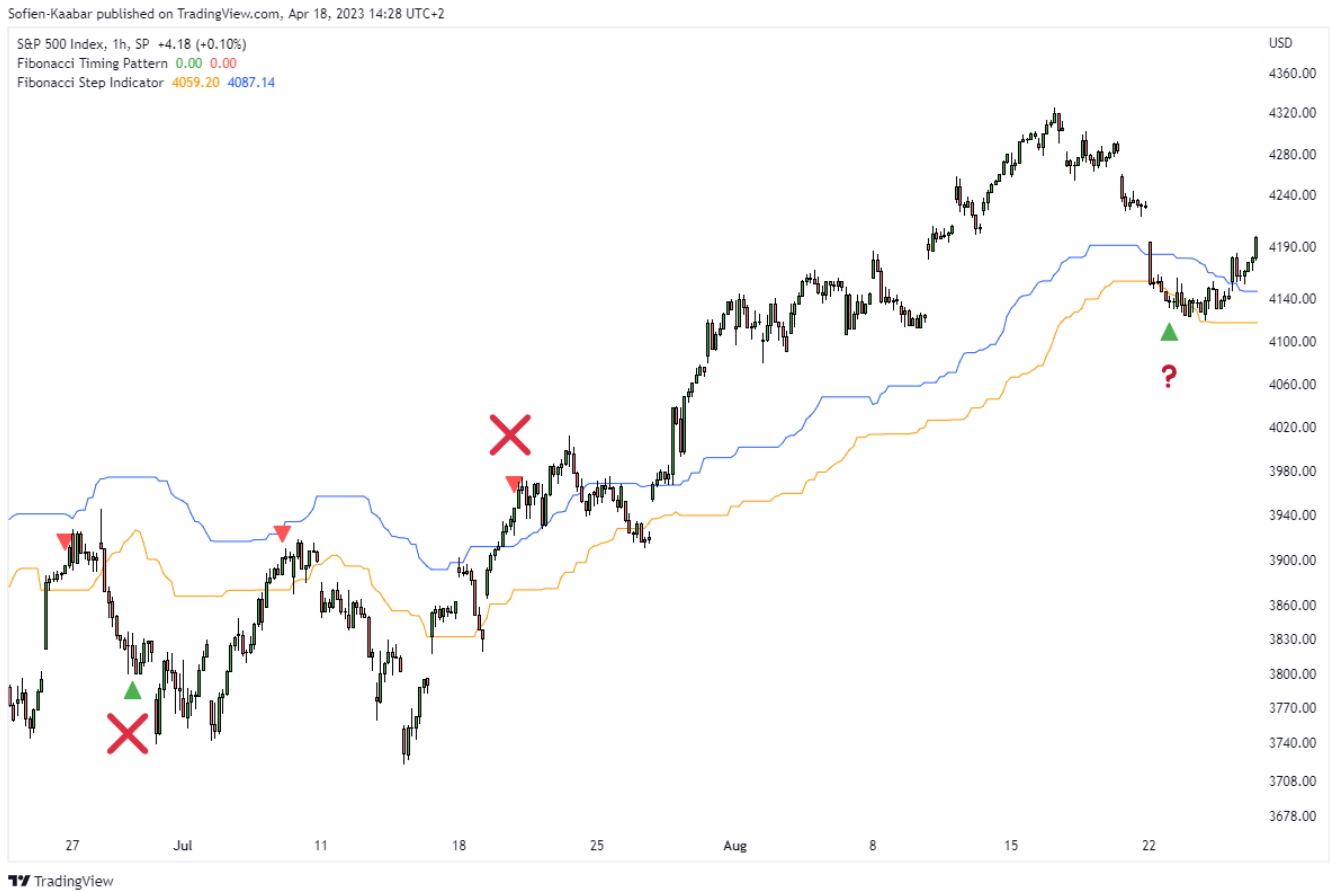 Sofien-Kaabar published on TradingView.com, Apr 18, 2023 14:28 UTC+2
S&P 500 Index, 1h, SP +4.18 (+0.10%)
Fibonacci Timing Pattern 0.00 0.00
Fibonacci Step Indicator 4059.20 4087.14
USD
4360.00
4320.00
4280.00
4240.00
4190.00
4140.00
4100.00
4060.00
4020.00
3980.00
3940.00
3900.00
3860.00
3830.00
3800.00
3770.00
3740.00
3708.00
3678.00
?
27 Jul 11 18 25 Aug 8 15 22
TradingView